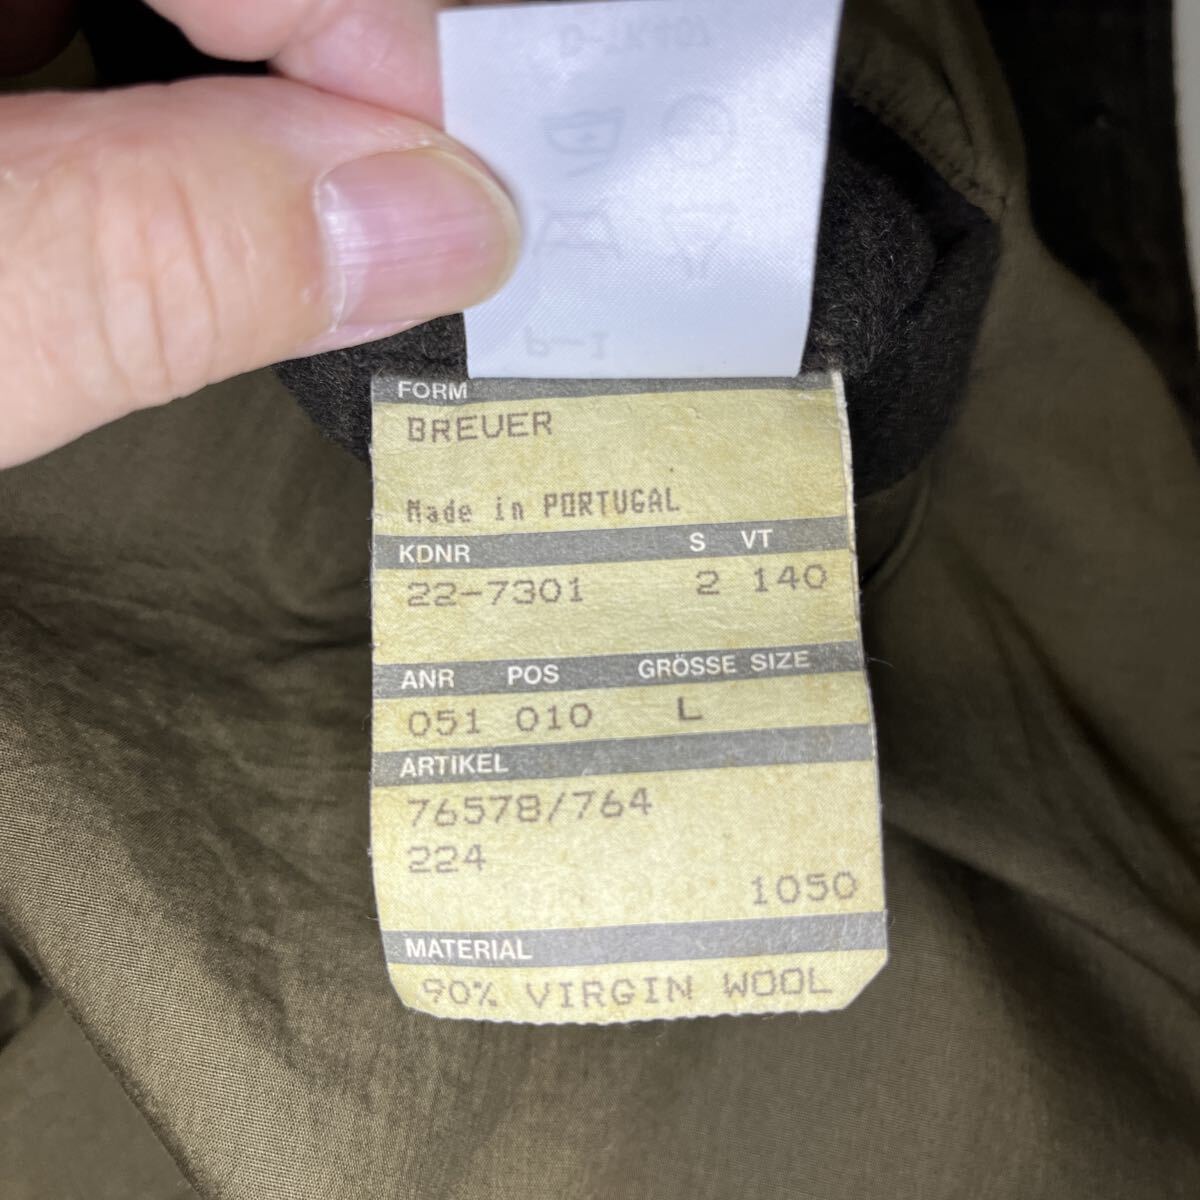 FORM
BREUER
Made in PORTUGAL
KDNR S VT
22-7301 2 140
ANR POS GRÖSSE SIZE
051 010 L
ARTIKEL
76578/764
224
1050
MATERIAL
90% VIRGIN WOOL